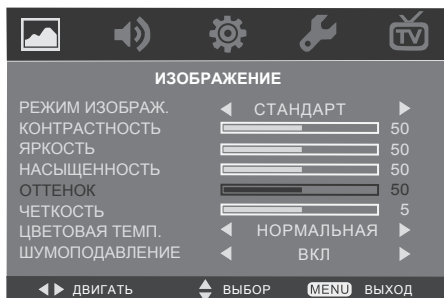 TV
ИЗОБРАЖЕНИЕ
РЕЖИМ ИЗОБРАЖ. СТАНДАРТ
КОНТРАСТНОСТЬ 50
ЯРКОСТЬ 50
НАСЫЩЕННОСТЬ 50
ОТТЕНОК 50
ЧЕТКОСТЬ 5
ЦВЕТОВАЯ ТЕМП. НОРМАЛЬНАЯ
ШУМОПОДАВЛЕНИЕ ВКЛ
ДВИГАТЬ ВЫБОР MENU ВЫХОД